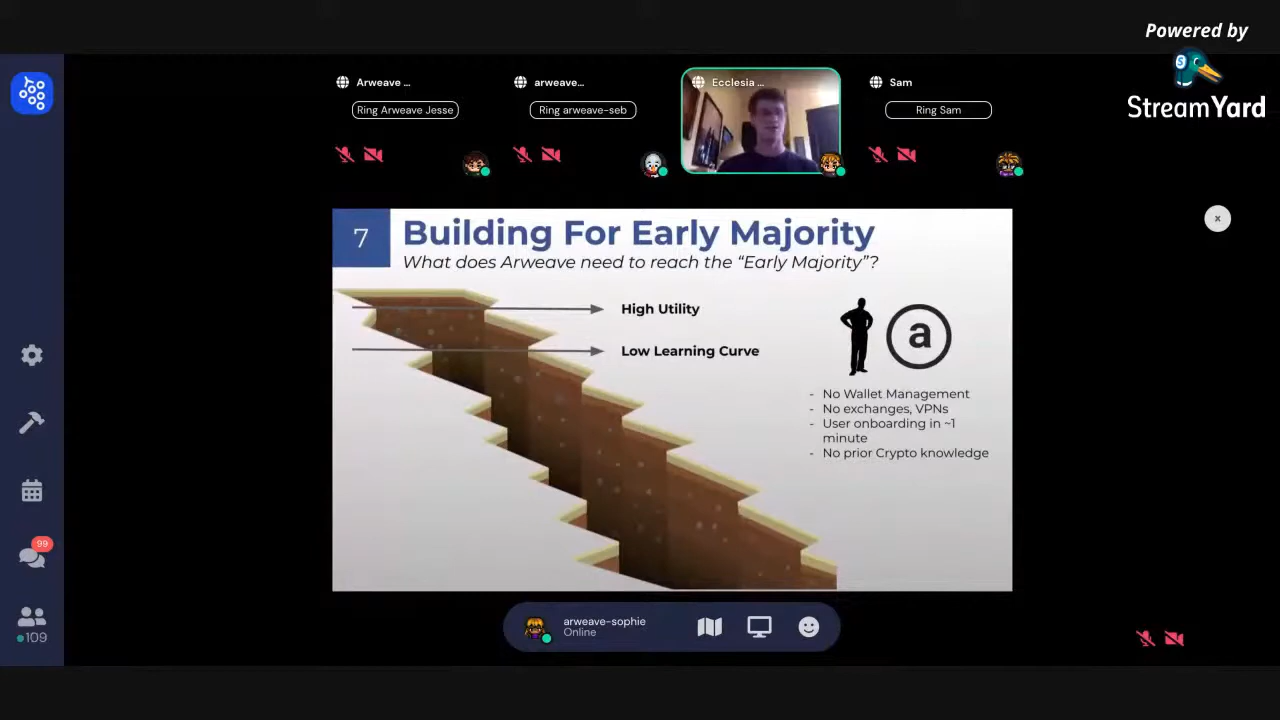 Powered by
StreamYard
Arweave ...
arweave...
Ecclesia ...
Sam
Ring Arweave Jesse
Ring arweave-seb
Ring Sam
7
Building For Early Majority
What does Arweave need to reach the “Early Majority”?
High Utility
Low Learning Curve
a
- No Wallet Management
- No exchanges, VPNs
- User onboarding in ~1
minute
- No prior Crypto knowledge
99
109
arweave-sophie
Online